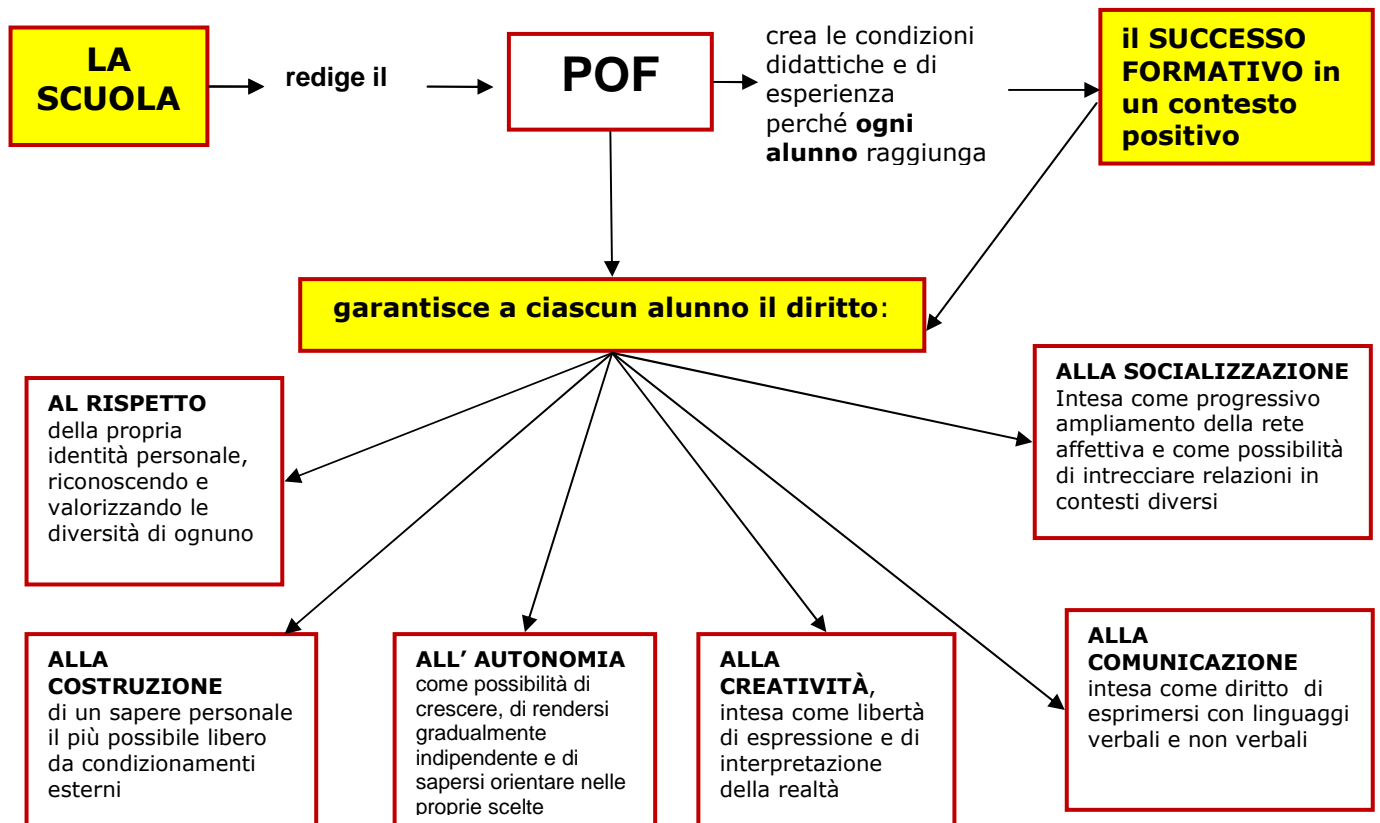 LA
SCUOLA
redige il
POF
crea le condizioni
didattiche e di
esperienza
perché ogni
alunno raggiunga
il SUCCESSO
FORMATIVO in
un contesto
positivo
garantisce a ciascun alunno il diritto:
AL RISPETTO
della propria
identità personale,
riconoscendo e
valorizzando le
diversità di ognuno
ALLA SOCIALIZZAZIONE
Intesa come progressivo
ampliamento della rete
affettiva e come possibilità
di intrecciare relazioni in
contesti diversi
ALLA
COSTRUZIONE
di un sapere personale
il più possibile libero
da condizionamenti
esterni
ALL’ AUTONOMIA
come possibilità di
crescere, di rendersi
gradualmente
indipendente e di
sapersi orientare nelle
proprie scelte
ALLA
CREATIVITÀ,
intesa come libertà
di espressione e di
interpretazione
della realtà
ALLA
COMUNICAZIONE
intesa come diritto di
esprimersi con linguaggi
verbali e non verbali